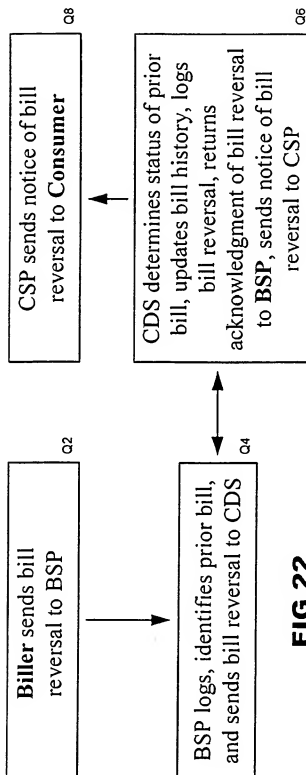 Biller sends bill
reversal to BSP
Q2
BSP logs, identifies prior bill,
and sends bill reversal to CDS
Q4
CDS determines status of prior
bill, updates bill history, logs
bill reversal, returns
acknowledgment of bill reversal
to BSP, sends notice of bill
reversal to CSP
Q6
CSP sends notice of bill
reversal to Consumer
Q8
FIG 22